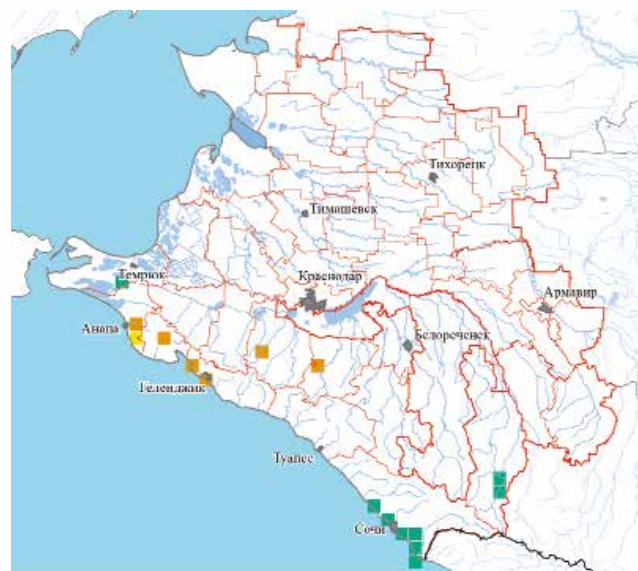 Тихорецк
Тимашевск
Темрюк
Краснодар
Армавир
Анапа
Белореченск
Геленджик
Туапсе
Сочи